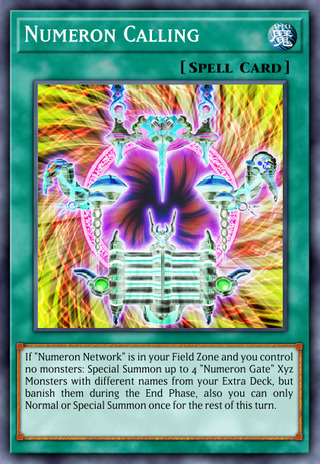 Numeron Calling
[Spell Card]
If "Numeron Network" is in your Field Zone and you control
no monsters: Special Summon up to 4 "Numeron Gate" Xyz
Monsters with different names from your Extra Deck, but
banish them during the End Phase, also you can only
Normal or Special Summon once for the rest of this turn.